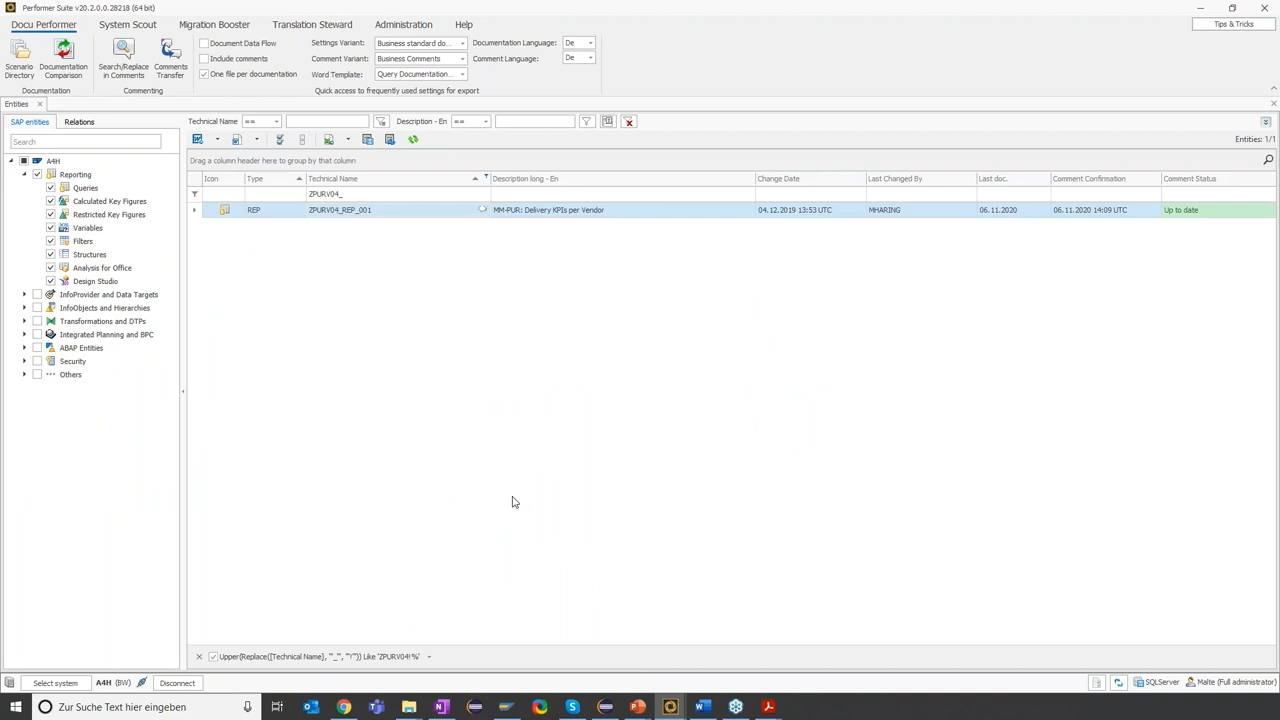 Performer Suite v20.2.0.0.28218 (64 bit)
Docu Performer System Scout Migration Booster Translation Steward Administration Help
Tips & Tricks
Scenario Directory
Documentation Comparison
Documentation
Search/Replace in Comments
Comments Transfer
Commenting
Document Data Flow
Include comments
One file per documentation
Settings Variant: Business standard do...
Comment Variant: Business Comments
Word Template: Query Documentation...
Documentation Language: De
Comment Language: De
Quick access to frequently used settings for export
Entities
SAP entities Relations
Search
A4H
Reporting
Queries
Calculated Key Figures
Restricted Key Figures
Variables
Filters
Structures
Analysis for Office
Design Studio
InfoProvider and Data Targets
InfoObjects and Hierarchies
Transformations and DTPs
Integrated Planning and BPC
ABAP Entities
Security
Others
Technical Name == Description - En ==
Entities: 1/1
Drag a column header here to group by that column
Icon Type Technical Name Description long - En Change Date Last Changed By Last doc. Comment Confirmation Comment Status
ZPURV04_
REP ZPURV04_REP_001 MM-PUR: Delivery KPIs per Vendor 04.12.2019 13:53 UTC MHARING 06.11.2020 06.11.2020 14:09 UTC Up to date
Select system A4H (BW) Disconnect
SQLServer Malte (Full administrator)
Zur Suche Text hier eingeben